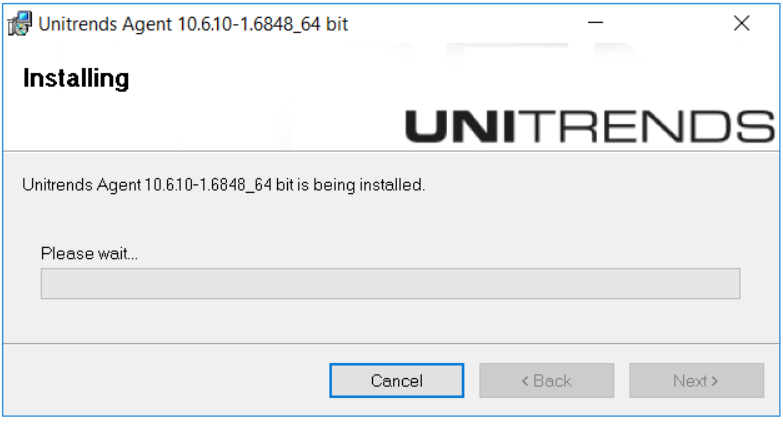 Unitrends Agent 10.6.10-1.6848_64 bit
Installing
UNITRENDS
Unitrends Agent 10.6.10-1.6848_64 bit is being installed.
Please wait...
Cancel
< Back
Next >